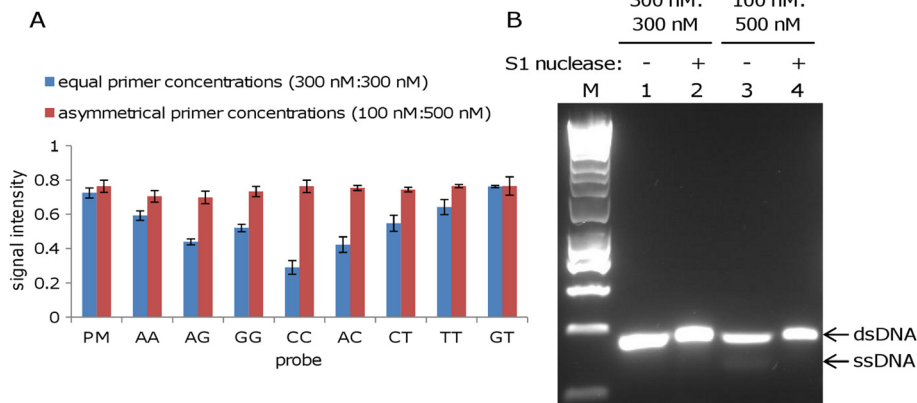 A
equal primer concentrations (300 nM:300 nM)
asymmetrical primer concentrations (100 nM:500 nM)
1
0.8
0.6
0.4
0.2
0
signal intensity
PM AA AG GG CC AC CT TT GT
probe
B
300 nM: 100 nM:
300 nM 500 nM
S1 nuclease: - + - +
M 1 2 3 4
dsDNA
ssDNA